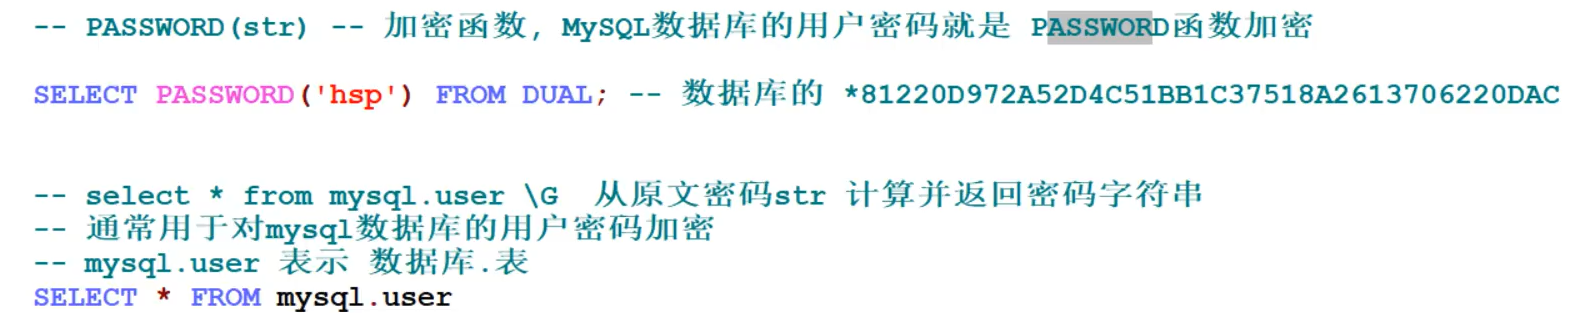 -- PASSWORD(str) -- 加密函数, MySQL数据库的用户密码就是 PASSWORD函数加密
SELECT PASSWORD('hsp') FROM DUAL; -- 数据库的 *81220D972A52D4C51BB1C37518A2613706220DAC
-- select * from mysql.user \G  从原文密码str 计算并返回密码字符串
-- 通常用于对mysql数据库的用户密码加密
-- mysql.user 表示 数据库.表
SELECT * FROM mysql.user